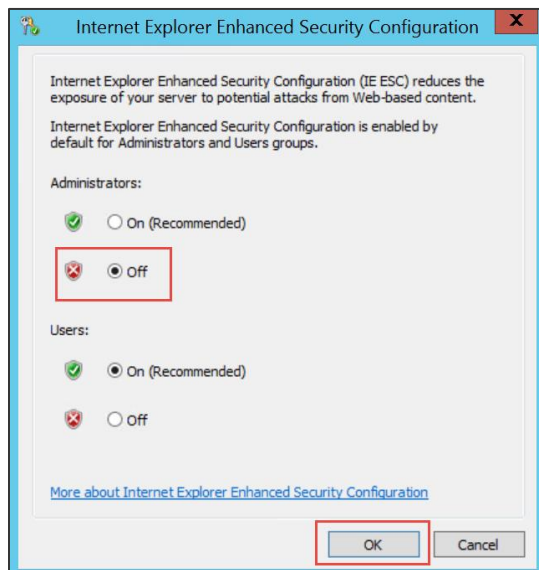 Internet Explorer Enhanced Security Configuration
X
Internet Explorer Enhanced Security Configuration (IE ESC) reduces the
exposure of your server to potential attacks from Web-based content.
Internet Explorer Enhanced Security Configuration is enabled by
default for Administrators and Users groups.
Administrators:
On (Recommended)
Off
Users:
On (Recommended)
Off
More about Internet Explorer Enhanced Security Configuration
OK Cancel